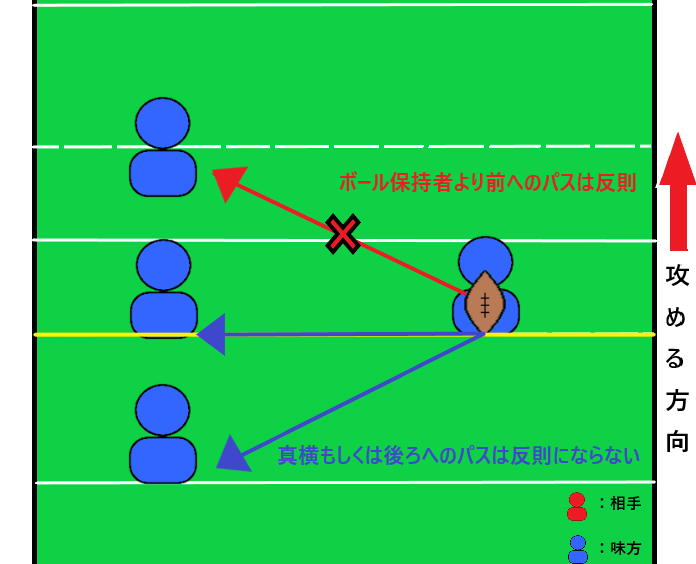 ボール保持者より前へのパスは反則
攻める方向
真横もしくは後ろへのパスは反則にならない
：相手
：味方